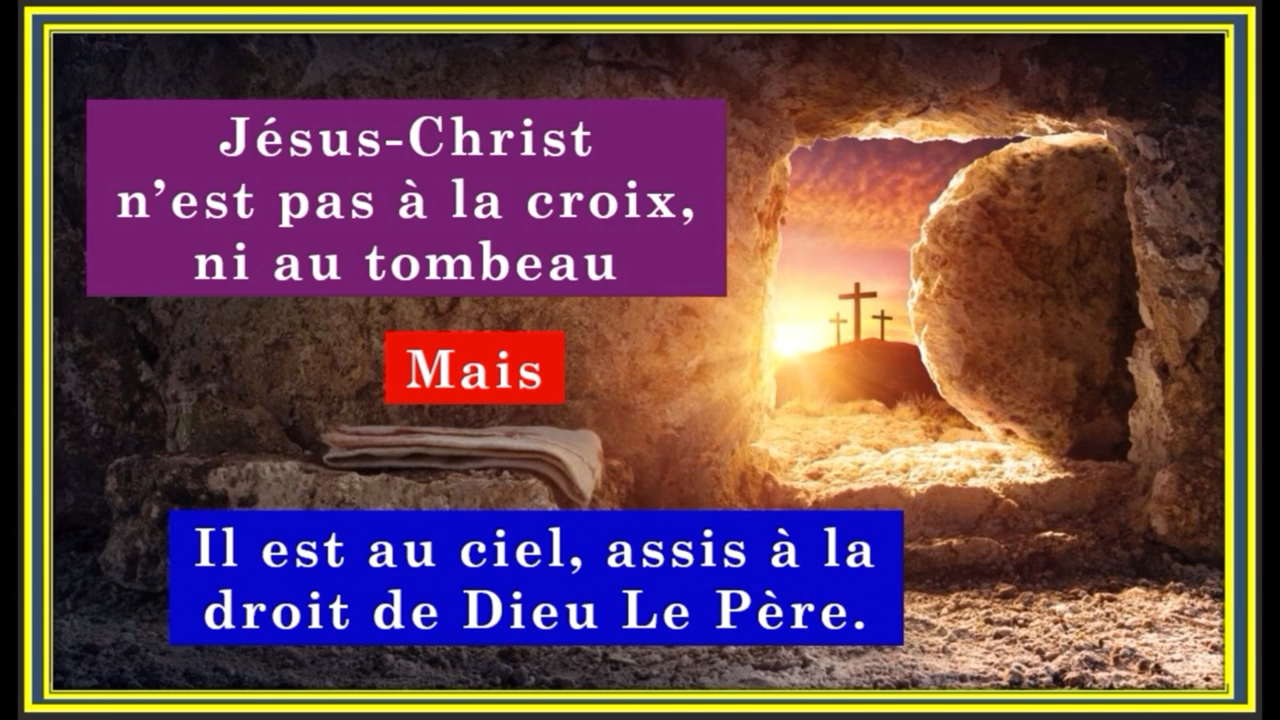 Jésus-Christ
n’est pas à la croix,
ni au tombeau
Mais
Il est au ciel, assis à la
droit de Dieu Le Père.